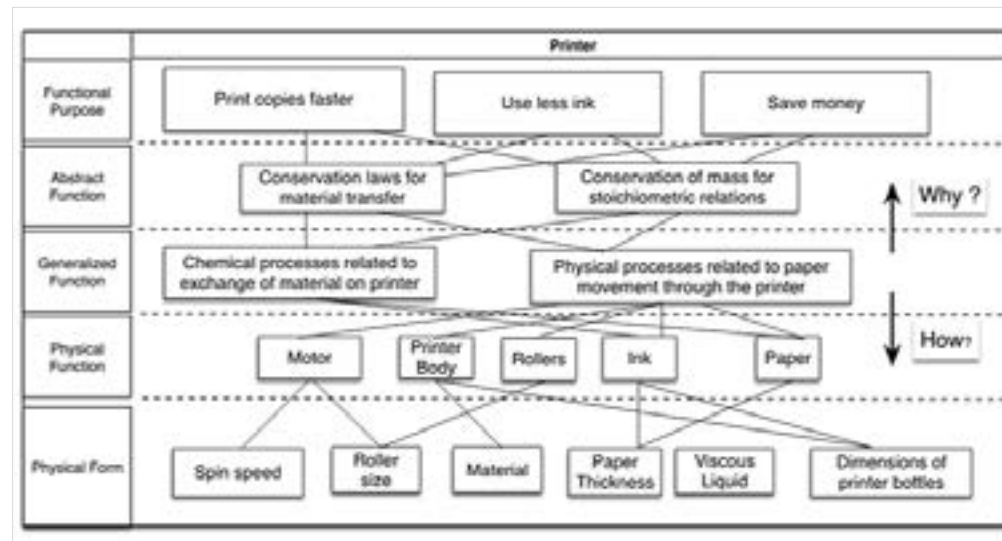 Printer
Functional
Purpose
Print copies faster
Use less ink
Save money
Abstract
Function
Conservation laws for
material transfer
Conservation of mass for
stoichiometric relations
Why ?
Generalized
Function
Chemical processes related to
exchange of material on printer
Physical processes related to paper
movement through the printer
Physical
Function
Motor
Printer
Body
Rollers
Ink
Paper
How?
Physical Form
Spin speed
Roller
size
Material
Paper
Thickness
Viscous
Liquid
Dimensions of
printer bottles